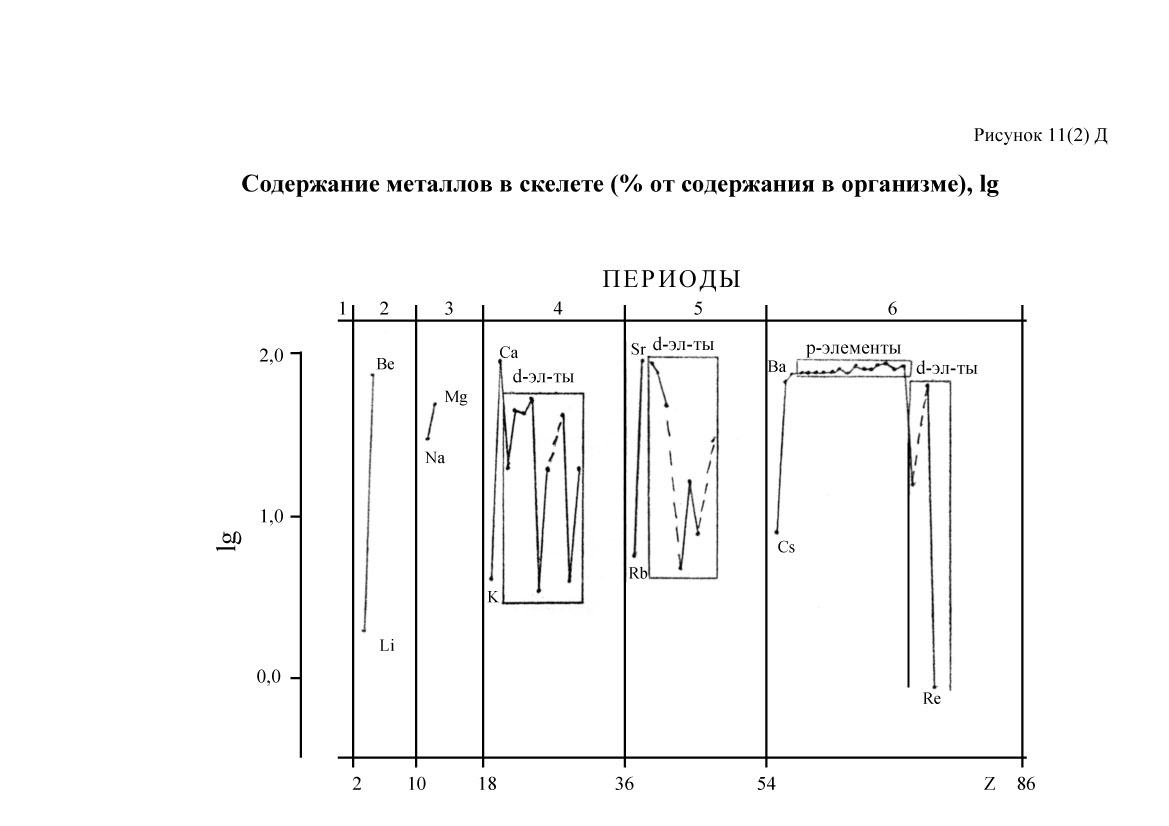 Рисунок 11(2) Д
Содержание металлов в скелете (% от содержания в организме), lg
ПЕРИОДЫ
1 2 3 4 5 6
2,0
1,0
0,0
lg
Be
Li
Mg
Na
Ca
d-эл-ты
K
Sr
d-эл-ты
Rb
Ba
p-элементы
d-эл-ты
Cs
Re
2 10 18 36 54 Z 86